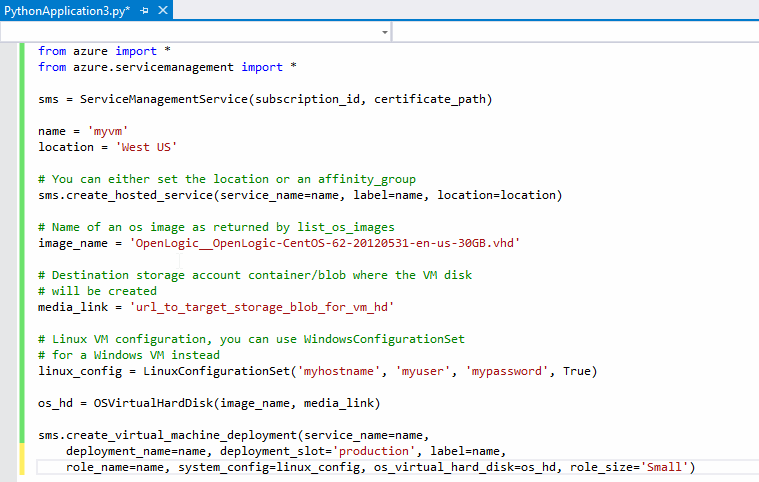 PythonApplication3.py*
from azure import *
from azure.servicemanagement import *
sms = ServiceManagementService(subscription_id, certificate_path)
name = 'myvm'
location = 'West US'
# You can either set the location or an affinity_group
sms.create_hosted_service(service_name=name, label=name, location=location)
# Name of an os image as returned by list_os_images
image_name = 'OpenLogic__OpenLogic-CentOS-62-20120531-en-us-30GB.vhd'
# Destination storage account container/blob where the VM disk
# will be created
media_link = 'url_to_target_storage_blob_for_vm_hd'
# Linux VM configuration, you can use WindowsConfigurationSet
# for a Windows VM instead
linux_config = LinuxConfigurationSet('myhostname', 'myuser', 'mypassword', True)
os_hd = OSVirtualHardDisk(image_name, media_link)
sms.create_virtual_machine_deployment(service_name=name,
    deployment_name=name, deployment_slot='production', label=name,
    role_name=name, system_config=linux_config, os_virtual_hard_disk=os_hd, role_size='Small')